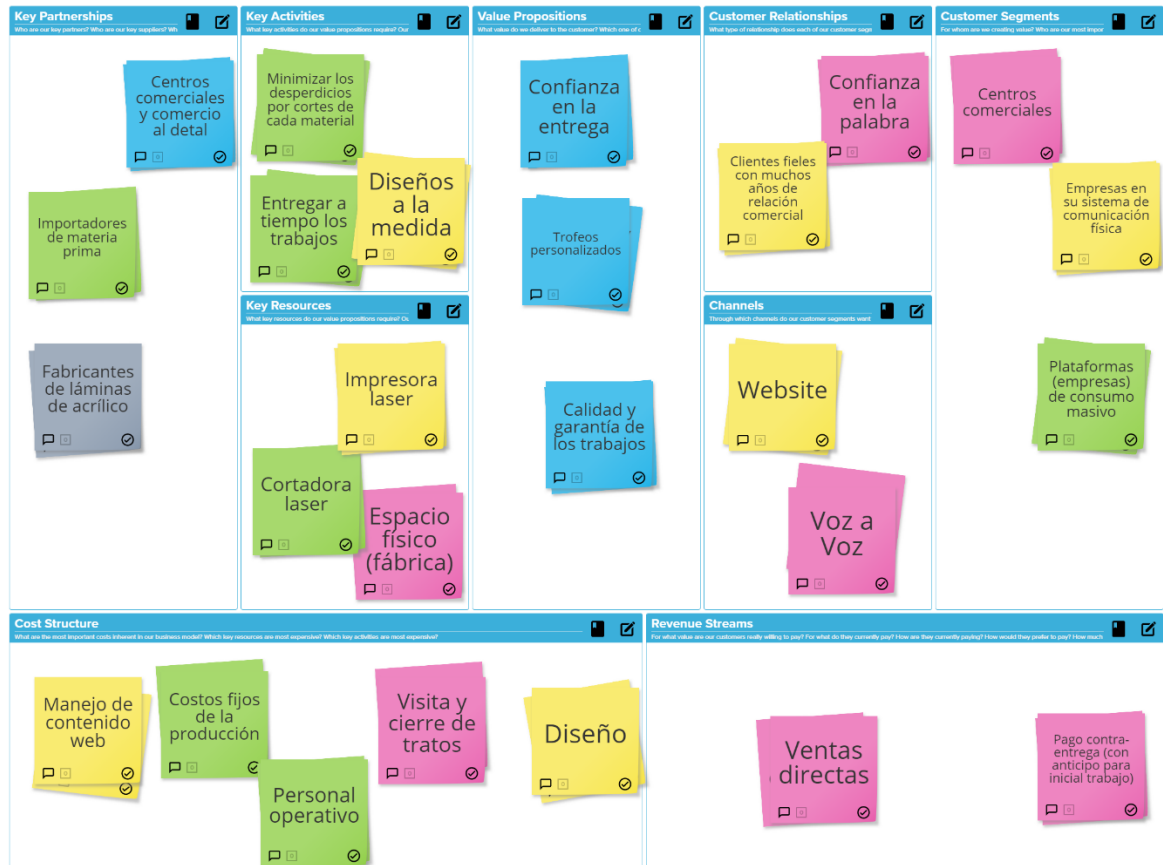 Key Partnerships
Who are our key partners? Who are our key suppliers? Wh
Centros
comerciales
y comercio
al detal
Importadores
de materia
prima
Fabricantes
de láminas
de acrílico
Key Activities
What key activities do our value propositions require? Our
Minimizar los
desperdicios
por cortes de
cada material
Entregar a
tiempo los
trabajos
Diseños
a la
medida
Key Resources
What key resources do our value propositions require? Ou
Impresora
laser
Cortadora
laser
Espacio
físico
(fábrica)
Value Propositions
What value do we deliver to the customer? Which one of o
Confianza
en la
entrega
Trofeos
personalizados
Calidad y
garantía de
los trabajos
Customer Relationships
What type of relationship does each of our customer segm
Confianza
en la
palabra
Clientes fieles
con muchos
años de
relación
comercial
Channels
Through which channels do our customer segments want
Website
Voz a
Voz
Customer Segments
For whom are we creating value? Who are our most impor
Centros
comerciales
Empresas en
su sistema de
comunicación
física
Plataformas
(empresas)
de consumo
masivo
Cost Structure
What are the most important costs inherent in our business model? Which key resources are most expensive? Which key activities are most expensive?
Manejo de
contenido
web
Costos fijos
de la
producción
Personal
operativo
Visita y
cierre de
tratos
Diseño
Revenue Streams
For what value are our customers really willing to pay? For what do they currently pay? How are they currently paying? How would they prefer to pay? How much
Ventas
directas
Pago contra-
entrega (con
anticipo para
inicial trabajo)